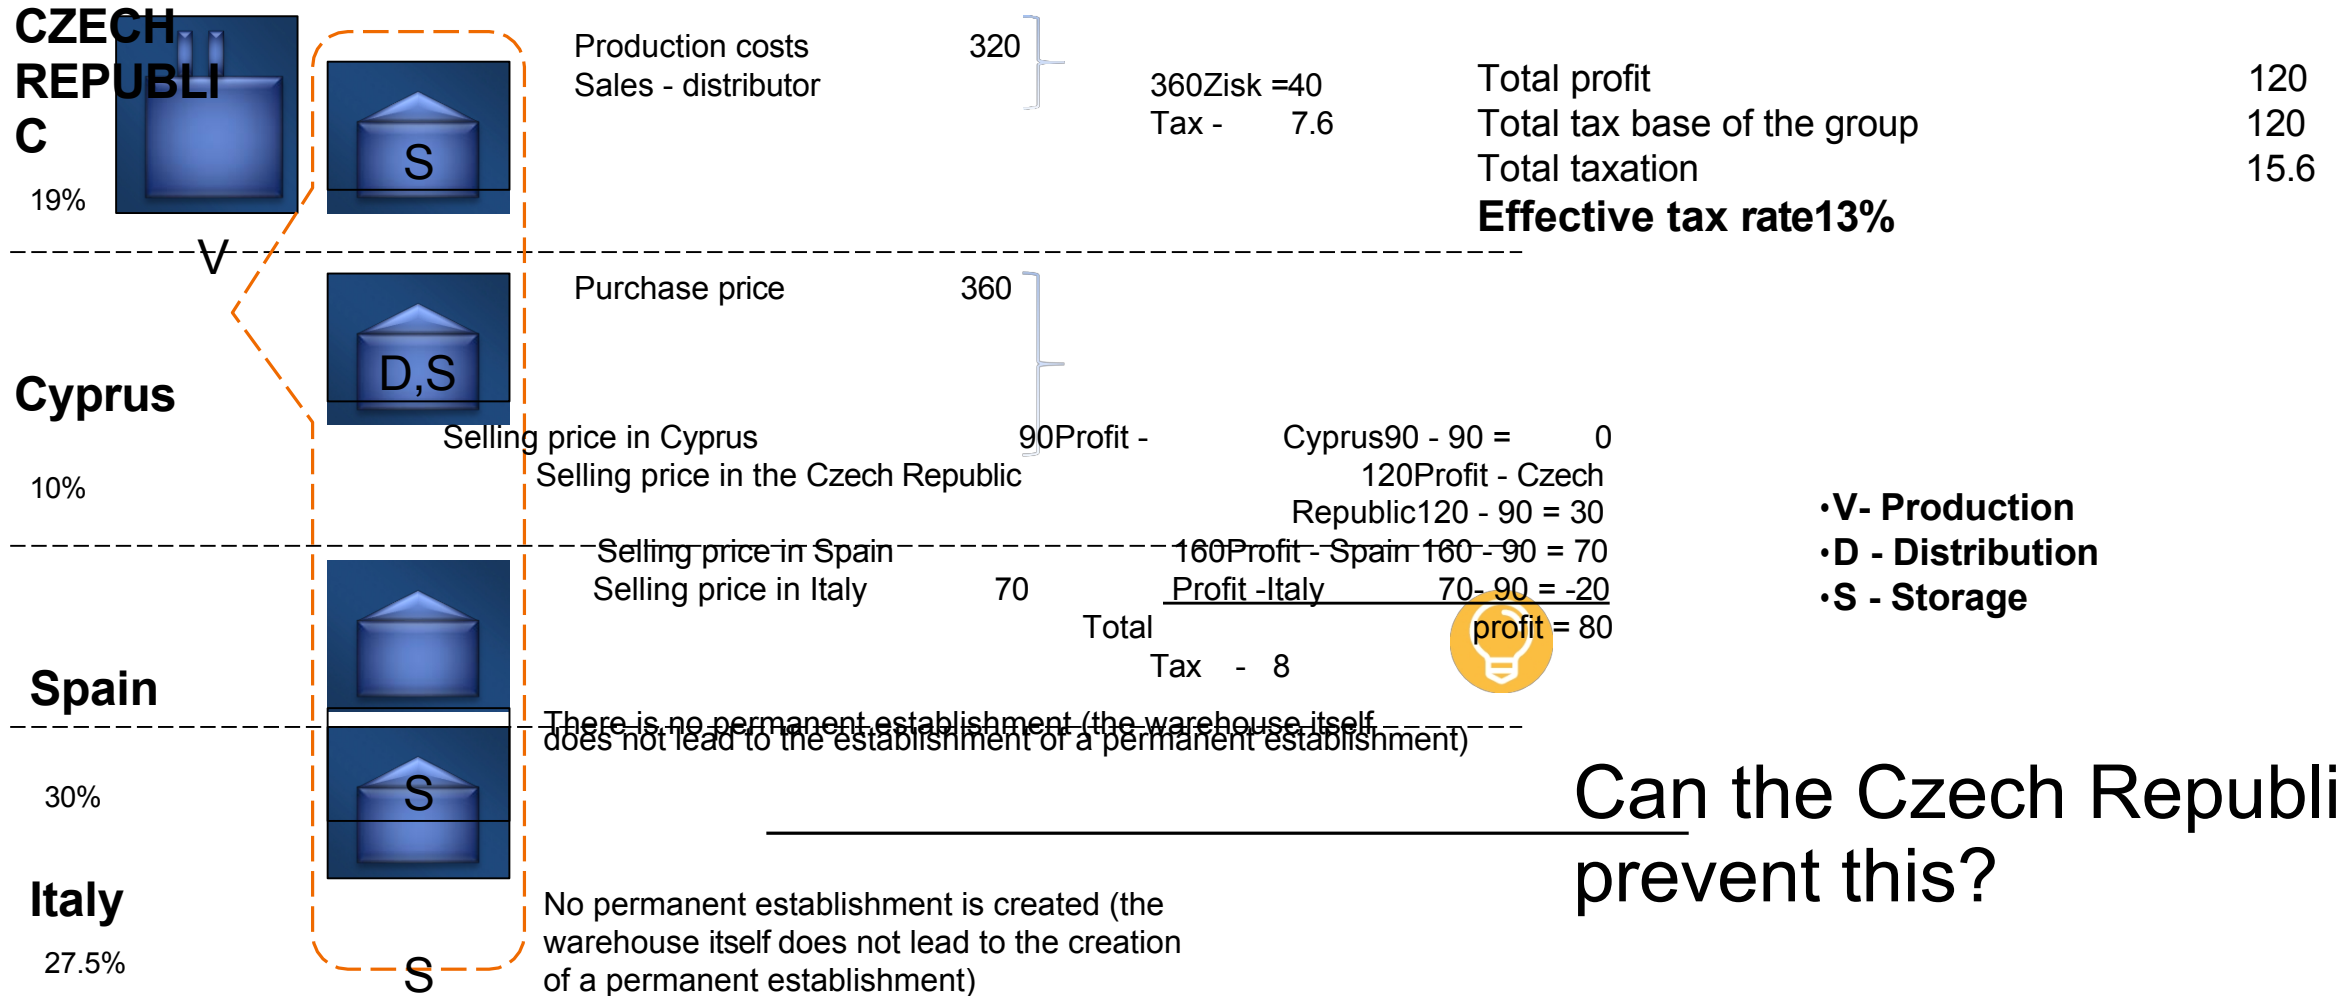 CZECH
REPUBLI
C
19%
V
S
Production costs 320
Sales - distributor
360Zisk =40
Tax - 7.6
Total profit 120
Total tax base of the group 120
Total taxation 15.6
Effective tax rate13%
Cyprus
10%
D,S
Purchase price 360
Selling price in Cyprus 90Profit - Cyprus90 - 90 = 0
Selling price in the Czech Republic 120Profit - Czech
Republic120 - 90 = 30
Selling price in Spain 160Profit - Spain 160 - 90 = 70
Selling price in Italy 70 Profit -Italy 70- 90 = -20
Total profit = 80
Tax - 8
•V- Production
•D - Distribution
•S - Storage
Spain
30%
S
There is no permanent establishment (the warehouse itself
does not lead to the establishment of a permanent establishment)
Can the Czech Republi
prevent this?
Italy
27.5%
S
No permanent establishment is created (the
warehouse itself does not lead to the creation
of a permanent establishment)